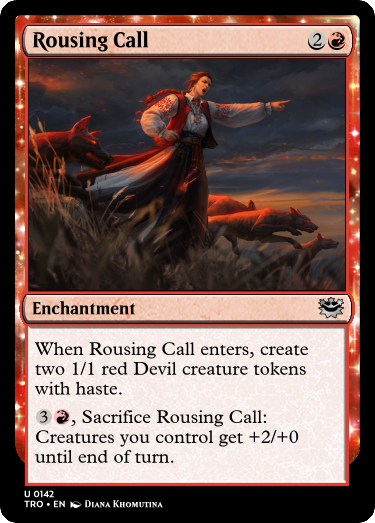 Rousing Call 2
Enchantment
When Rousing Call enters, create
two 1/1 red Devil creature tokens
with haste.
3, Sacrifice Rousing Call:
Creatures you control get +2/+0
until end of turn.
U 0142
TRO • EN Diana Khomutina